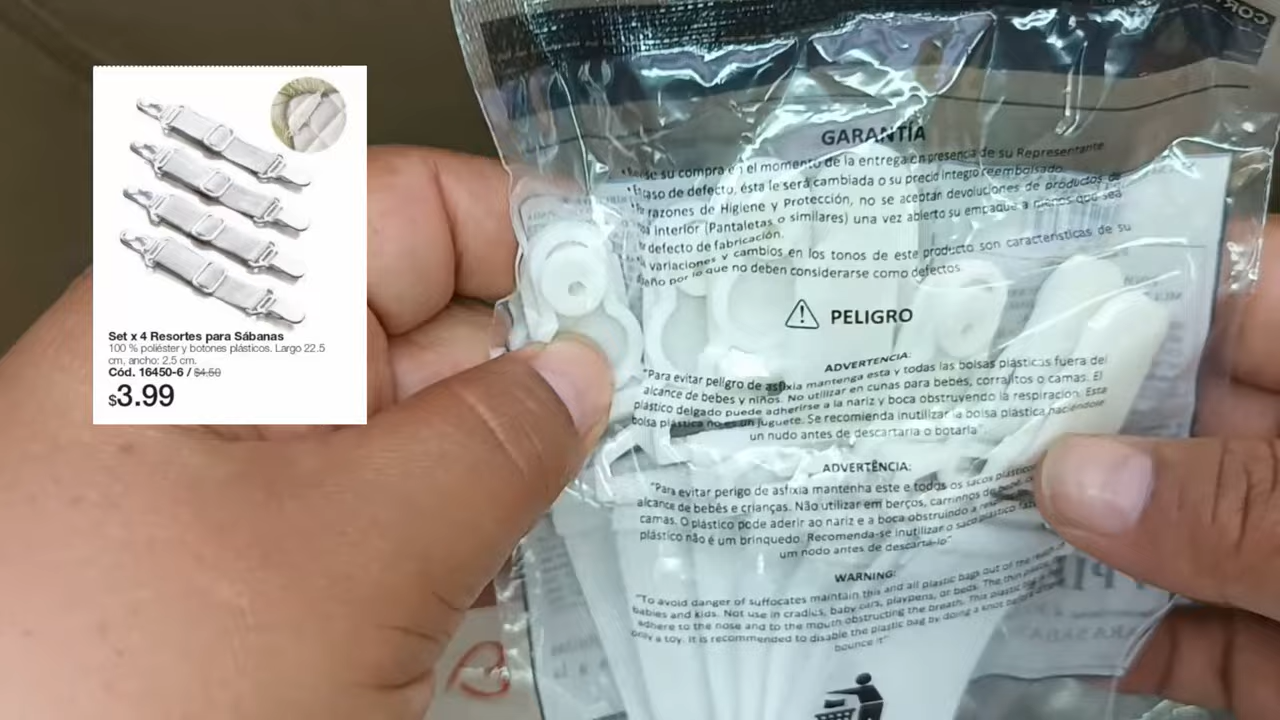 Set x 4 Resortes para Sábanas
100 % poliéster y botones plásticos. Largo 22.5
cm, ancho: 2.5 cm.
Cód. 16450-6 / $4.50
$3.99
GARANTÍA
su compra en el momento de la entrega en presencia de su Representante
caso de defecto, ésta le será cambiada o su precio integro reembolsado.
razones de Higiene y Protección, no se aceptan devoluciones de productos de
interior (Pantaletas o similares) una vez abierto su empaque a menos que sea
defecto de fabricación.
variaciones y cambios en los tonos de este producto son características de su
por lo que no deben considerarse como defectos.
PELIGRO
ADVERTENCIA:
"Para evitar peligro de asfixia mantenga esta y todas las bolsas plásticas fuera del
alcance de bebés y niños. No utilizar en cunas para bebés, corralitos o camas. El
plástico delgado puede adherirse a la nariz y boca obstruyendo la respiración. Este
bolsa plástica no es un juguete. Se recomienda inutilizar la bolsa plástica haciéndole
un nudo antes de descartarla o botarla".
ADVERTÊNCIA:
"Para evitar perigo de asfixia mantenha este e todos os sacos plásticos
alcance de bebês e crianças. Não utilizar em berços, carrinhos de bebê,
camas. O plástico pode aderir ao nariz e a boca obstruindo a
plástico não é um brinquedo. Recomenda-se inutilizar o saco plástico
um nodo antes de descartá-lo"
WARNING:
"To avoid danger of suffocates maintain this and all plastic bags out of the reach of
babies and kids. Not use in cradles, baby cars, playpens, or beds. The thin plastic
adhere to the nose and to the mouth obstructing the breath. This plastic
only a toy. It is recommended to disable the plastic bag by doing a knot before
bounce it"